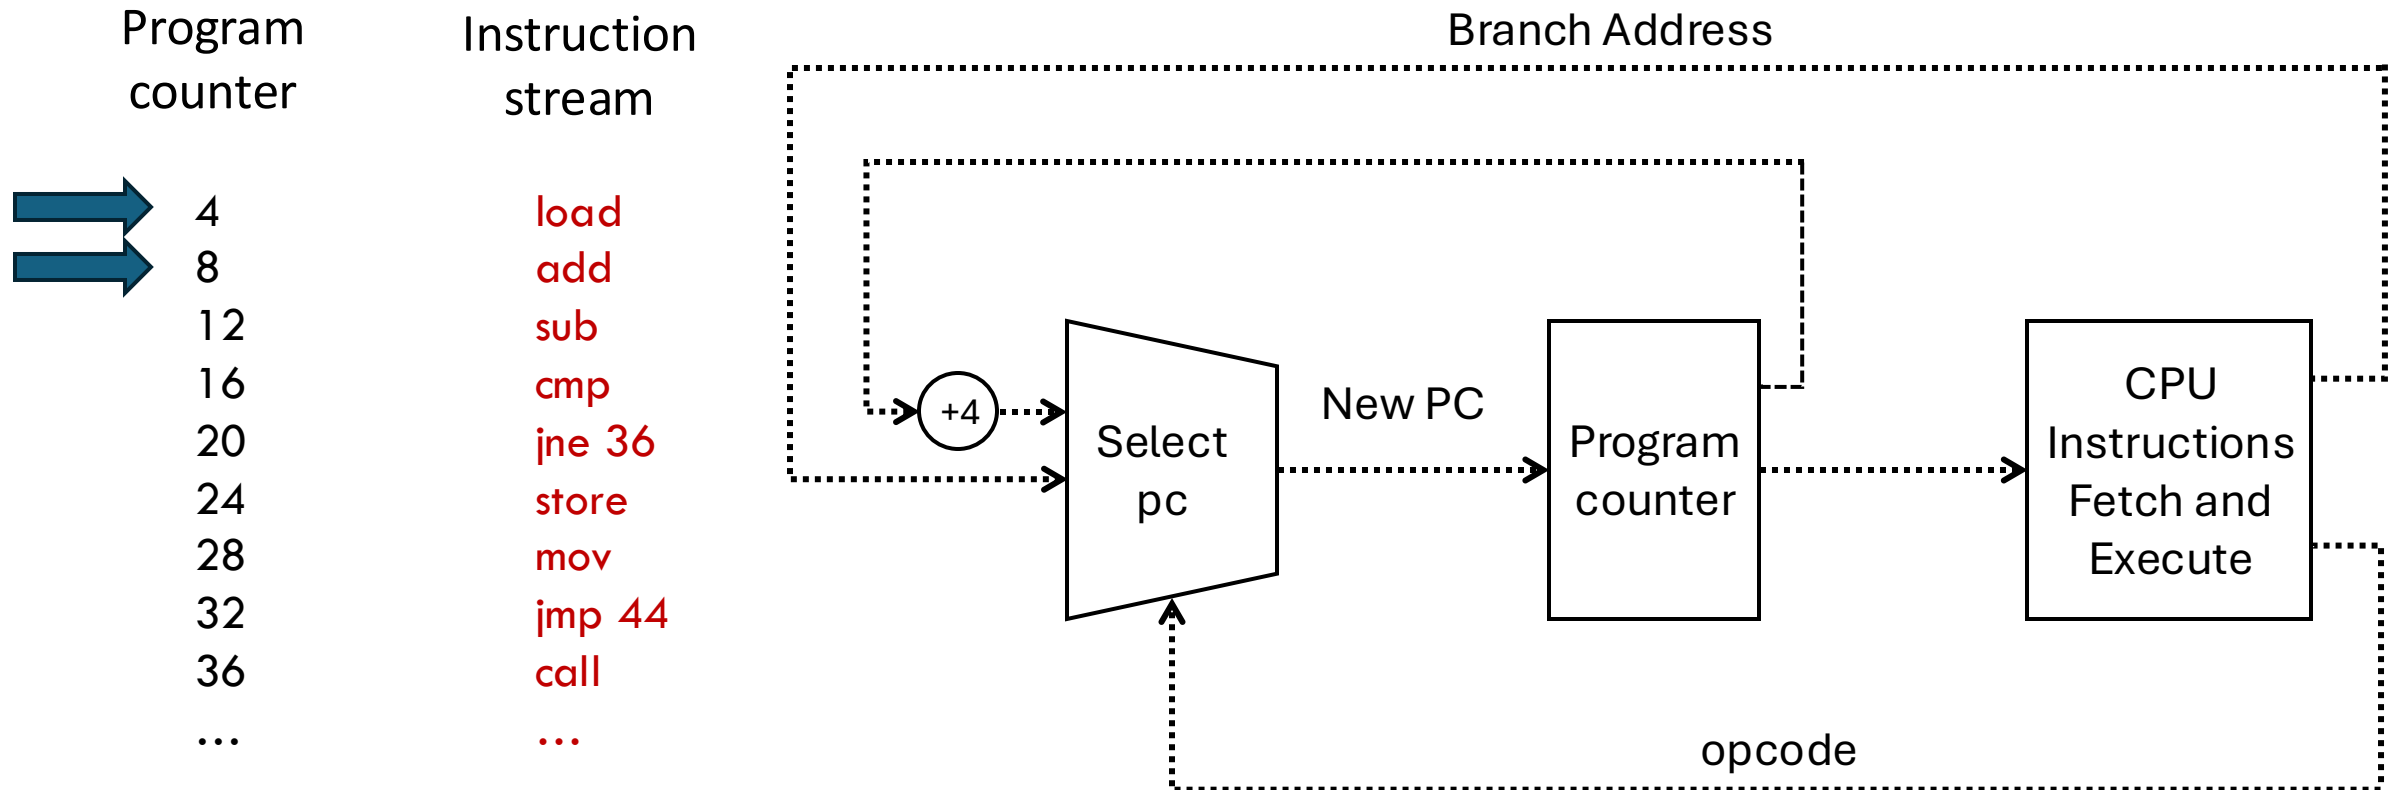 Program
counter
Instruction
stream
4 load
8 add
12 sub
16 cmp
20 jne 36
24 store
28 mov
32 jmp 44
36 call
... ...
Branch Address
+4
Select
pc
New PC
Program
counter
CPU
Instructions
Fetch and
Execute
opcode